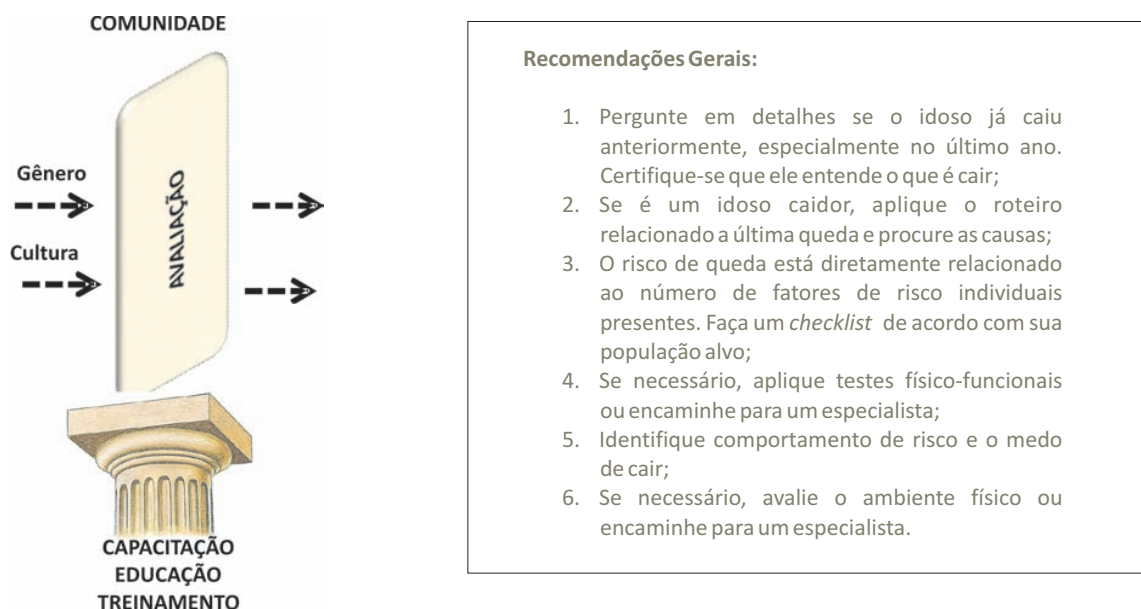 COMUNIDADE
Gênero
Cultura
AVALIAÇÃO
CAPACITAÇÃO
EDUCAÇÃO
TREINAMENTO
Recomendações Gerais:
1. Pergunte em detalhes se o idoso já caiu
anteriormente, especialmente no último ano.
Certifique-se que ele entende o que é cair;
2. Se é um idoso caidor, aplique o roteiro
relacionado a última queda e procure as causas;
3. O risco de queda está diretamente relacionado
ao número de fatores de risco individuais
presentes. Faça um checklist de acordo com sua
população alvo;
4. Se necessário, aplique testes físico-funcionais
ou encaminhe para um especialista;
5. Identifique comportamento de risco e o medo
de cair;
6. Se necessário, avalie o ambiente físico ou
encaminhe para um especialista.